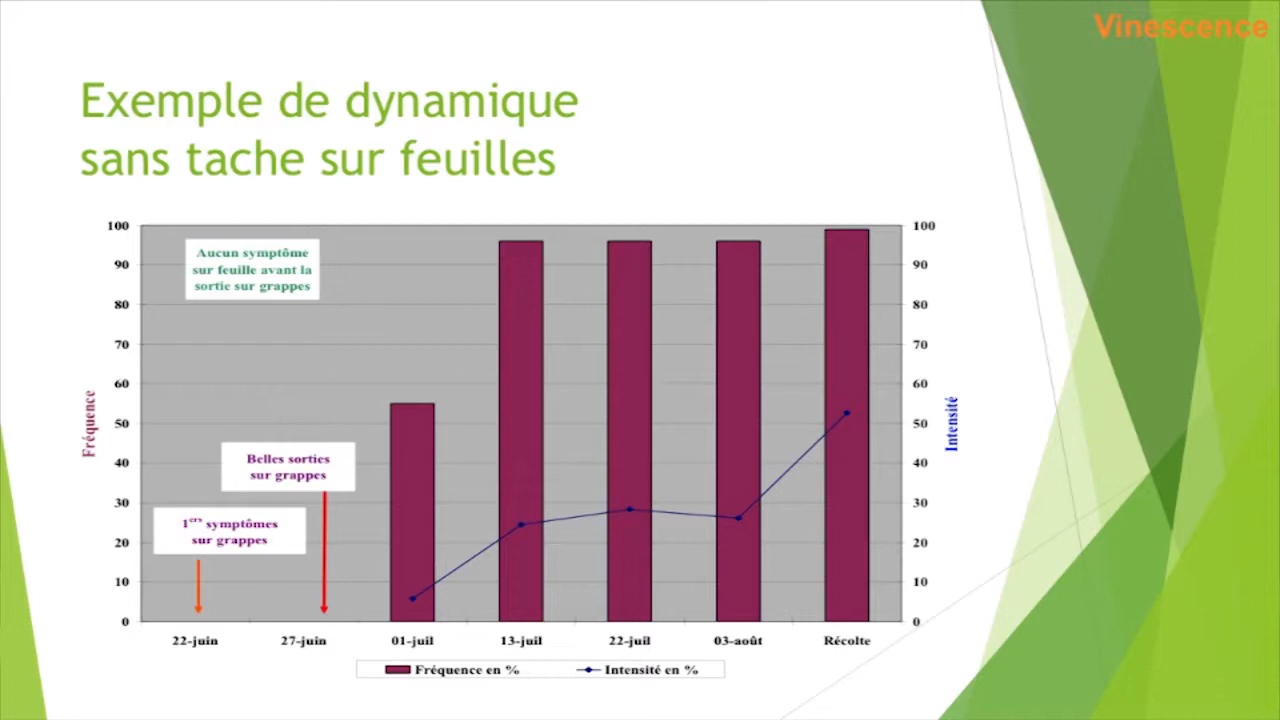 Vinescence
Exemple de dynamique
sans tache sur feuilles
100
90
80
70
60
50
40
30
20
10
0
Fréquence
Aucun symptôme
sur feuille avant la
sortie sur grappes
Belles sorties
sur grappes
1ers symptômes
sur grappes
100
90
80
70
60
50
40
30
20
10
0
Intensité
22-juin 27-juin 01-juil 13-juil 22-juil 03-août Récolte
Fréquence en % Intensité en %